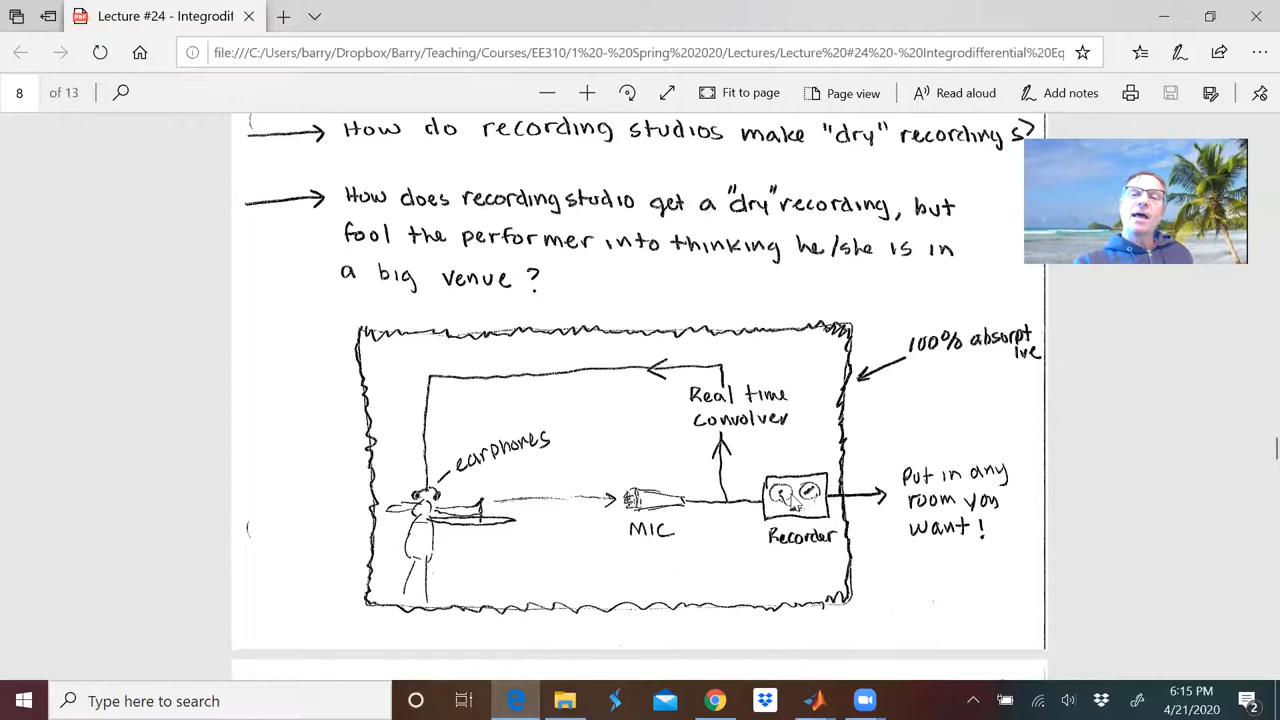 Lecture #24 - Integrodif
file:///C:/Users/barry/Dropbox/Barry/Teaching/Courses/EE310/1%20-%20Spring%202020/Lectures/Lecture%20#24%20-%20Integrodifferential%20Eq
8 of 13
Fit to page
Page view
Read aloud
Add notes
How do recording studios make "dry" recordings?
How does recording studio get a "dry" recording, but
fool the performer into thinking he/she is in
a big venue?
100% absorpt
ive
Real time
convolver
earphones
MIC
Recorder
Put in any
room you
want!
Type here to search
6:15 PM
4/21/2020
2